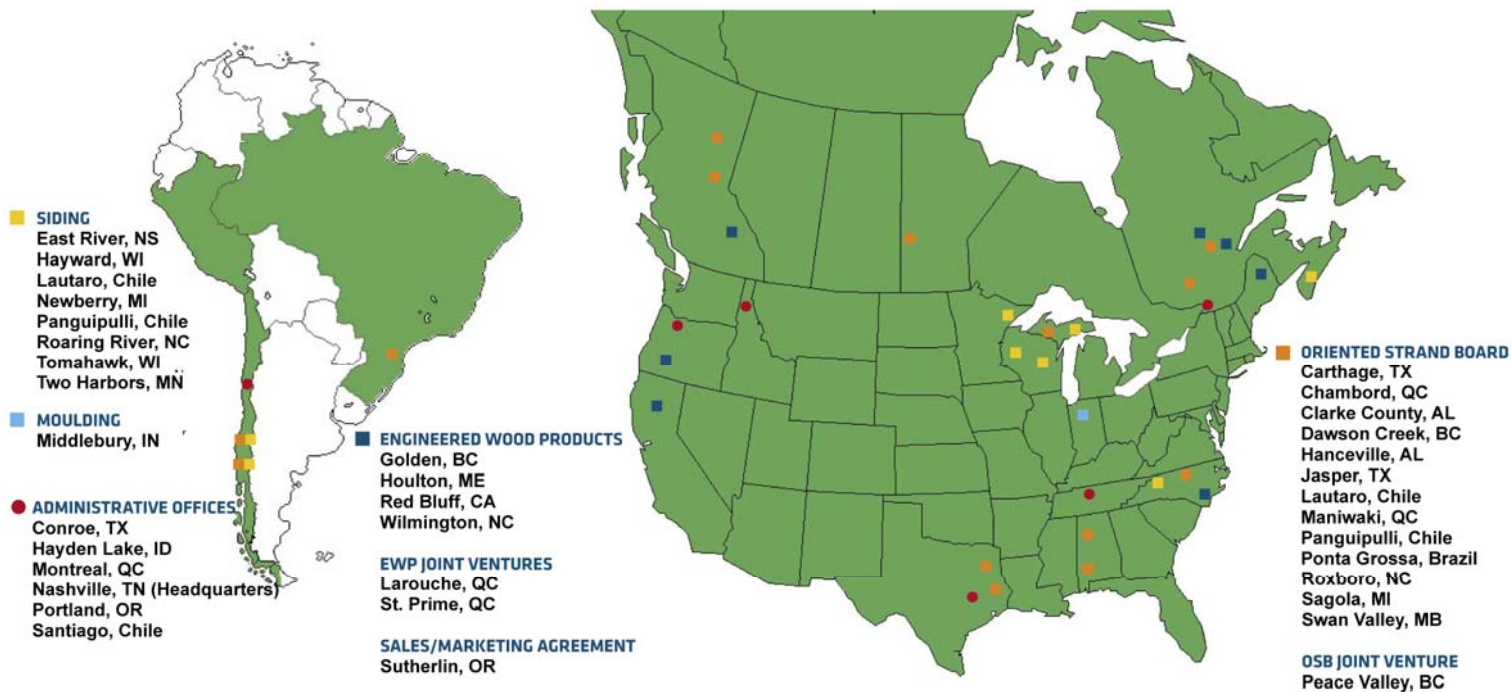 SIDING
East River, NS
Hayward, WI
Lautaro, Chile
Newberry, MI
Panguipulli, Chile
Roaring River, NC
Tomahawk, WI
Two Harbors, MN
MOULDING
Middlebury, IN
ADMINISTRATIVE OFFICES
Conroe, TX
Hayden Lake, ID
Montreal, QC
Nashville, TN (Headquarters)
Portland, OR
Santiago, Chile
ENGINEERED WOOD PRODUCTS
Golden, BC
Houlton, ME
Red Bluff, CA
Wilmington, NC
EWP JOINT VENTURES
Larouche, QC
St. Prime, QC
SALES/MARKETING AGREEMENT
Sutherlin, OR
ORIENTED STRAND BOARD
Carthage, TX
Chambord, QC
Clarke County, AL
Dawson Creek, BC
Hanceville, AL
Jasper, TX
Lautaro, Chile
Maniwaki, QC
Panguipulli, Chile
Ponta Grossa, Brazil
Roxboro, NC
Sagola, MI
Swan Valley, MB
OSB JOINT VENTURE
Peace Valley, BC